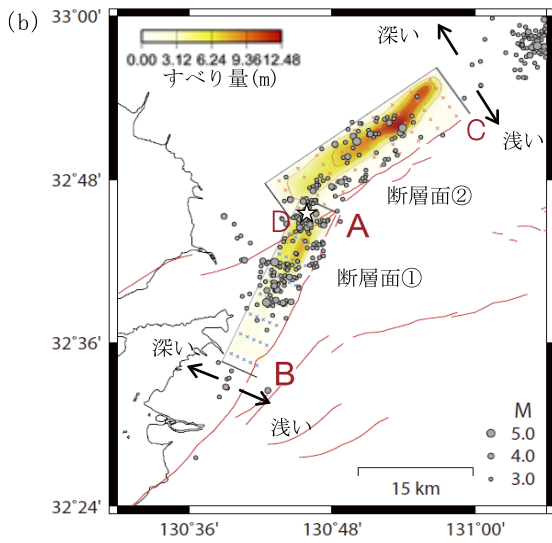 (b)
33°00'
32°48'
32°36'
32°24'
0.00 3.12 6.24 9.36 12.48
すべり量(m)
深い
浅い
C
断層面②
D
A
断層面①
深い
B
浅い
M
5.0
4.0
3.0
15 km
130°36' 130°48' 131°00'